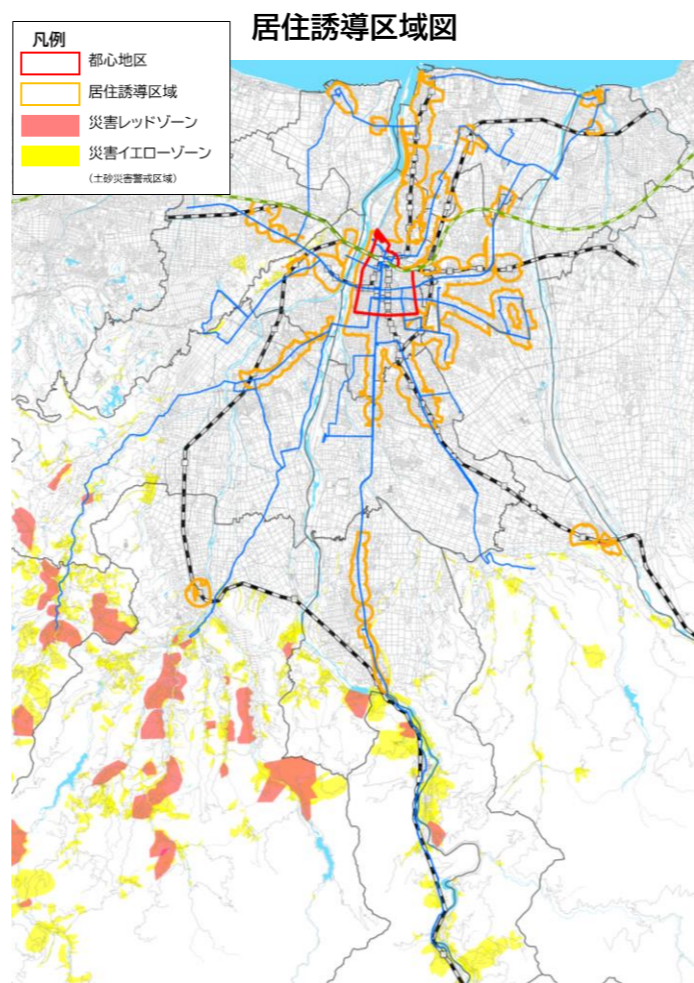 居住誘導区域図
凡例
都心地区
居住誘導区域
災害レッドゾーン
災害イエローゾーン
(土砂災害警戒区域)